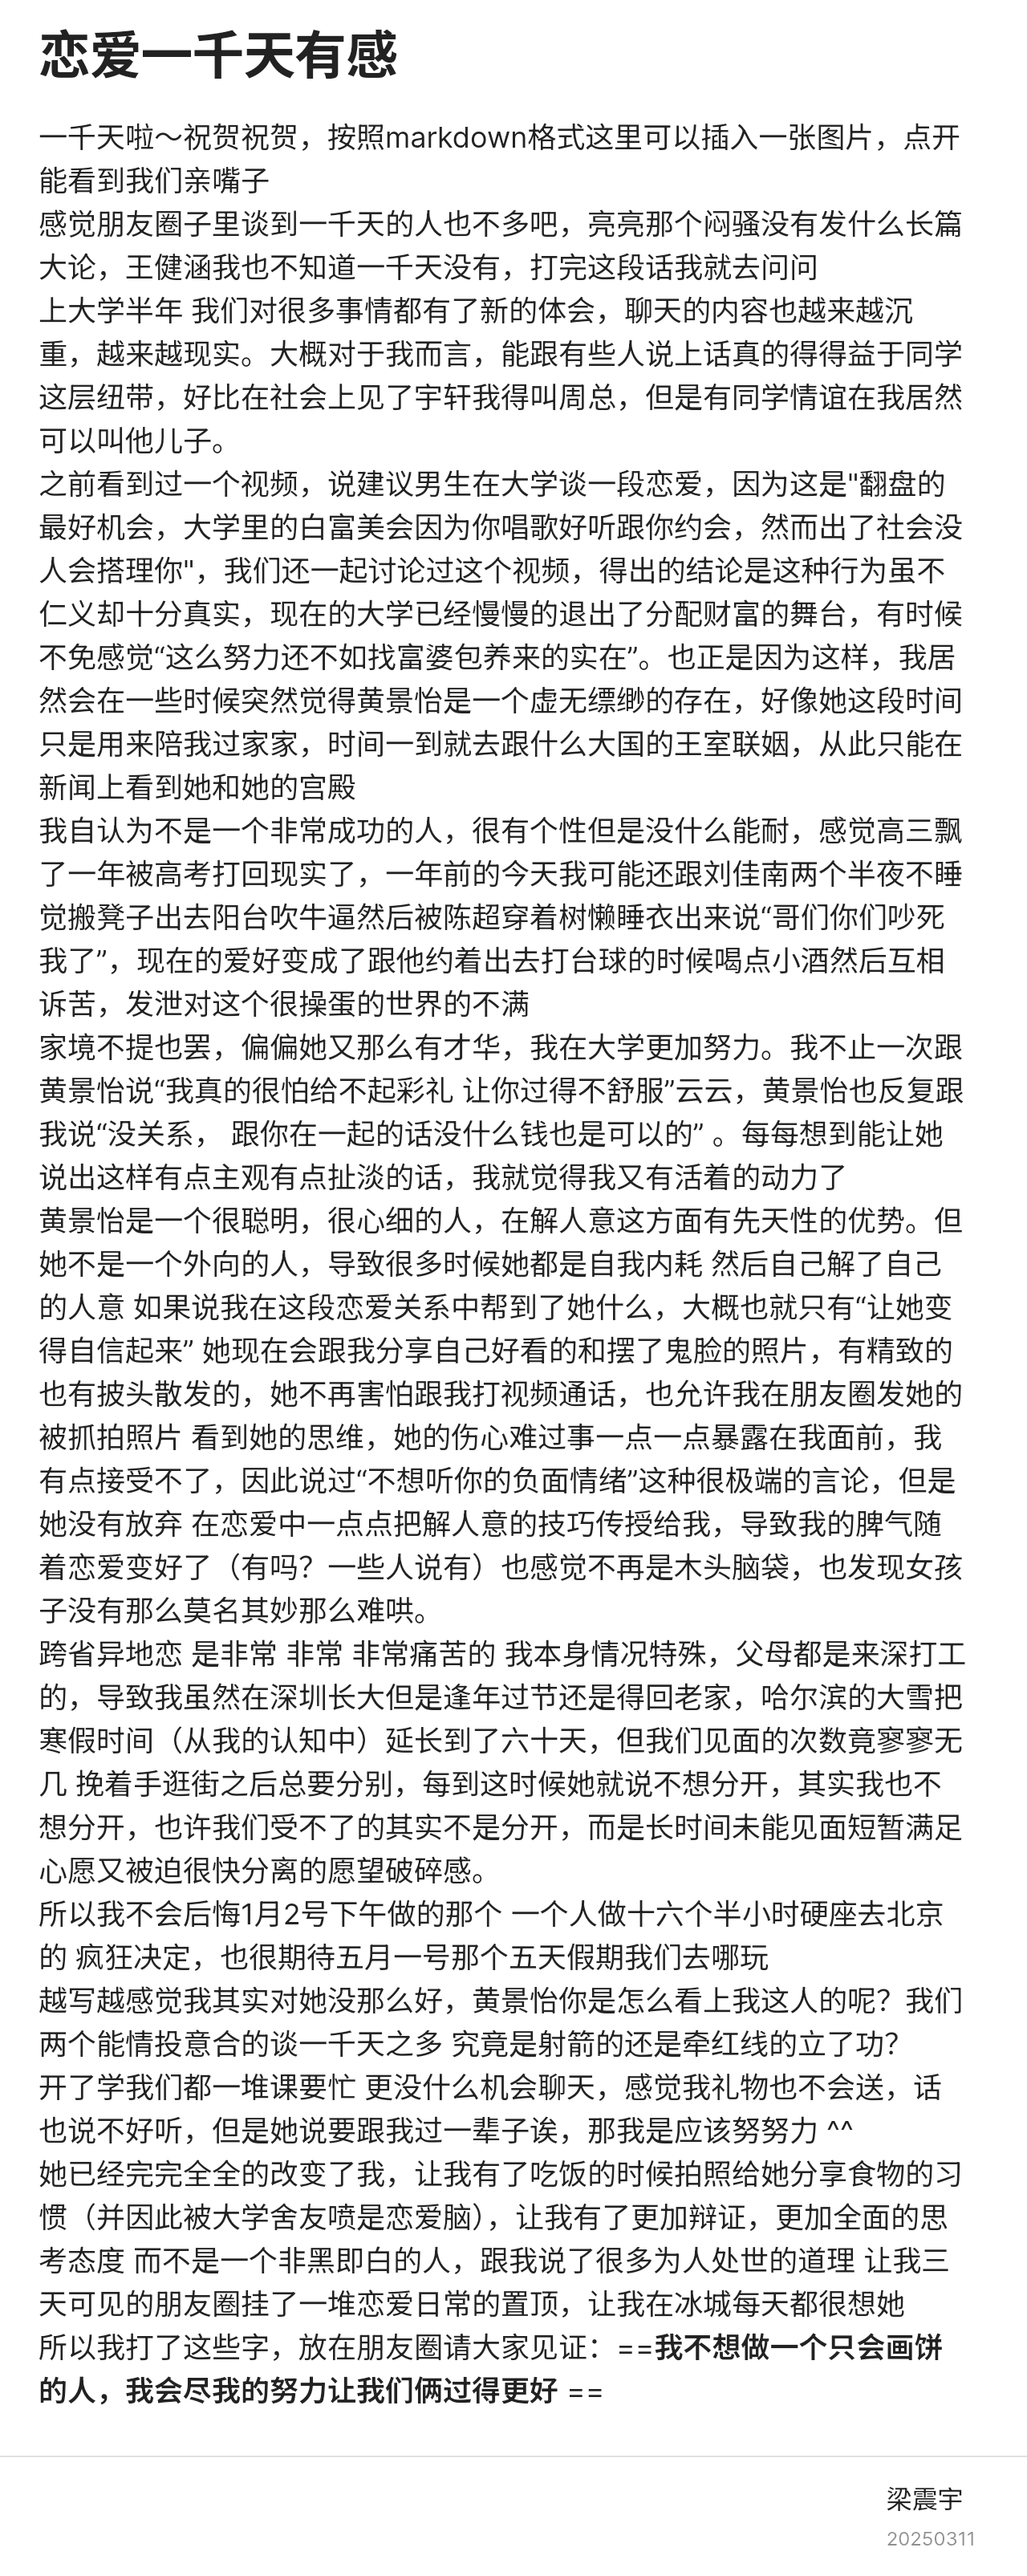 恋爱一千天有感
一千天啦～祝贺祝贺，按照markdown格式这里可以插入一张图片，点开
能看到我们亲嘴子
感觉朋友圈子里谈到一千天的人也不多吧，亮亮那个闷骚没有发什么长篇
大论，王健涵我也不知道一千天没有，打完这段话我就去问问
上大学半年 我们对很多事情都有了新的体会，聊天的内容也越来越沉
重，越来越现实。大概对于我而言，能跟有些人说上话真的得得益于同学
这层纽带，好比在社会上见了宇轩我得叫周总，但是有同学情谊在我居然
可以叫他儿子。
之前看到过一个视频，说建议男生在大学谈一段恋爱，因为这是"翻盘的
最好机会，大学里的白富美会因为你唱歌好听跟你约会，然而出了社会没
人会搭理你"，我们还一起讨论过这个视频，得出的结论是这种行为虽不
仁义却十分真实，现在的大学已经慢慢的退出了分配财富的舞台，有时候
不免感觉“这么努力还不如找富婆包养来的实在”。也正是因为这样，我居
然会在一些时候突然觉得黄景怡是一个虚无缥缈的存在，好像她这段时间
只是用来陪我过家家，时间一到就去跟什么大国的王室联姻，从此只能在
新闻上看到她和她的宫殿
我自认为不是一个非常成功的人，很有个性但是没什么能耐，感觉高三飘
了一年被高考打回现实了，一年前的今天我可能还跟刘佳南两个半夜不睡
觉搬凳子出去阳台吹牛逼然后被陈超穿着树懒睡衣出来说“哥们你们吵死
我了”，现在的爱好变成了跟他约着出去打台球的时候喝点小酒然后互相
诉苦，发泄对这个很操蛋的世界的不满
家境不提也罢，偏偏她又那么有才华，我在大学更加努力。我不止一次跟
黄景怡说“我真的很怕给不起彩礼 让你过得不舒服”云云，黄景怡也反复跟
我说“没关系， 跟你在一起的话没什么钱也是可以的” 。每每想到能让她
说出这样有点主观有点扯淡的话，我就觉得我又有活着的动力了
黄景怡是一个很聪明，很心细的人，在解人意这方面有先天性的优势。但
她不是一个外向的人，导致很多时候她都是自我内耗 然后自己解了自己
的人意 如果说我在这段恋爱关系中帮到了她什么，大概也就只有“让她变
得自信起来” 她现在会跟我分享自己好看的和摆了鬼脸的照片，有精致的
也有披头散发的，她不再害怕跟我打视频通话，也允许我在朋友圈发她的
被抓拍照片 看到她的思维，她的伤心难过事一点一点暴露在我面前，我
有点接受不了，因此说过“不想听你的负面情绪”这种很极端的言论，但是
她没有放弃 在恋爱中一点点把解人意的技巧传授给我，导致我的脾气随
着恋爱变好了（有吗？一些人说有）也感觉不再是木头脑袋，也发现女孩
子没有那么莫名其妙那么难哄。
跨省异地恋 是非常 非常 非常痛苦的 我本身情况特殊，父母都是来深打工
的，导致我虽然在深圳长大但是逢年过节还是得回老家，哈尔滨的大雪把
寒假时间（从我的认知中）延长到了六十天，但我们见面的次数竟寥寥无
几 挽着手逛街之后总要分别，每到这时候她就说不想分开，其实我也不
想分开，也许我们受不了的其实不是分开，而是长时间未能见面短暂满足
心愿又被迫很快分离的愿望破碎感。
所以我不会后悔1月2号下午做的那个 一个人做十六个半小时硬座去北京
的 疯狂决定，也很期待五月一号那个五天假期我们去哪玩
越写越感觉我其实对她没那么好，黄景怡你是怎么看上我这人的呢？我们
两个能情投意合的谈一千天之多 究竟是射箭的还是牵红线的立了功？
开了学我们都一堆课要忙 更没什么机会聊天，感觉我礼物也不会送，话
也说不好听，但是她说要跟我过一辈子诶，那我是应该努努力 ^^
她已经完完全全的改变了我，让我有了吃饭的时候拍照给她分享食物的习
惯（并因此被大学舍友喷是恋爱脑），让我有了更加辩证，更加全面的思
考态度 而不是一个非黑即白的人，跟我说了很多为人处世的道理 让我三
天可见的朋友圈挂了一堆恋爱日常的置顶，让我在冰城每天都很想她
所以我打了这些字，放在朋友圈请大家见证：==我不想做一个只会画饼
的人，我会尽我的努力让我们俩过得更好 ==
梁震宇
20250311